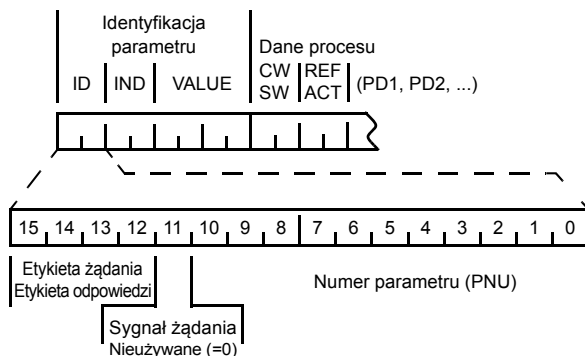 Identyfikacja
parametru
Dane procesu
ID IND VALUE CW REF (PD1, PD2, ...)
SW ACT
15 14 13 12 11 10 9 8 7 6 5 4 3 2 1 0
Etykieta żądania
Etykieta odpowiedzi
Numer parametru (PNU)
Sygnał żądania
Nieużywane (=0)